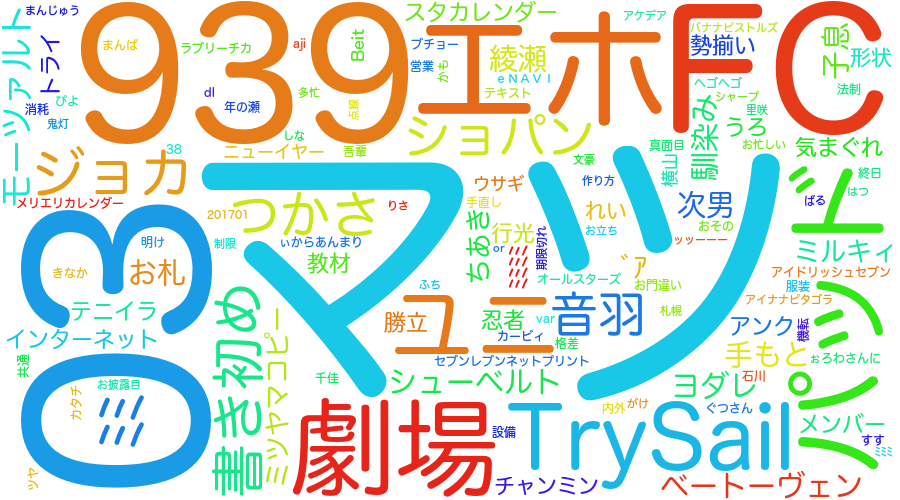 まんじゅう
モーツァルト
トライ
まんぱ
939
ラブリーチカ
aji
Beit
スタカレンダー
ブチョー
営業
かも
エホ
綾瀬
eNAVI
テキスト
アケデア
FC
バナナピストルズ
勢揃い
ヘゴヘゴ
シャープ
里咲
子息
形状
法制
消耗
ぴよ
鬼灯
dl
年の瀬
多忙
点線
ショパン
馴染み
うろ
お忙しい
気まぐれ
ジョカ
38
ニューイヤー
しな
吾輩
マツ
文豪
真面目
横山
終日
メリエリカレンダー
201701
つかさ
りさ
ウサギ
手直し
作り方
次男
はつ
ばる
03
明け
制限
ぃからあんまり
ちあき
行光
れい
お立ち
おその
ッッーーー
ミルキィ
きなか
お札
教材
or
期限切れ
ア
オールスターズ
お門違い
アイドリッシュセブン
ふち
服装
テニイラ
書き初め
勝立
ユニ
忍者
var
音羽
札幌
アイナナピタゴラ
機転
インターネット
カービィ
格差
アンク
ぉろわさんに
共通
ミツヤマコピー
セブンレブンネットプリント
手もと
お披露目
カタチ
千佳
シューベルト
ヨダレ
石川
劇場
TrySail
内外
がけ
ぐつさん
メンバー
設備
すす
ツヤ
チャンミン
ベートーヴェン